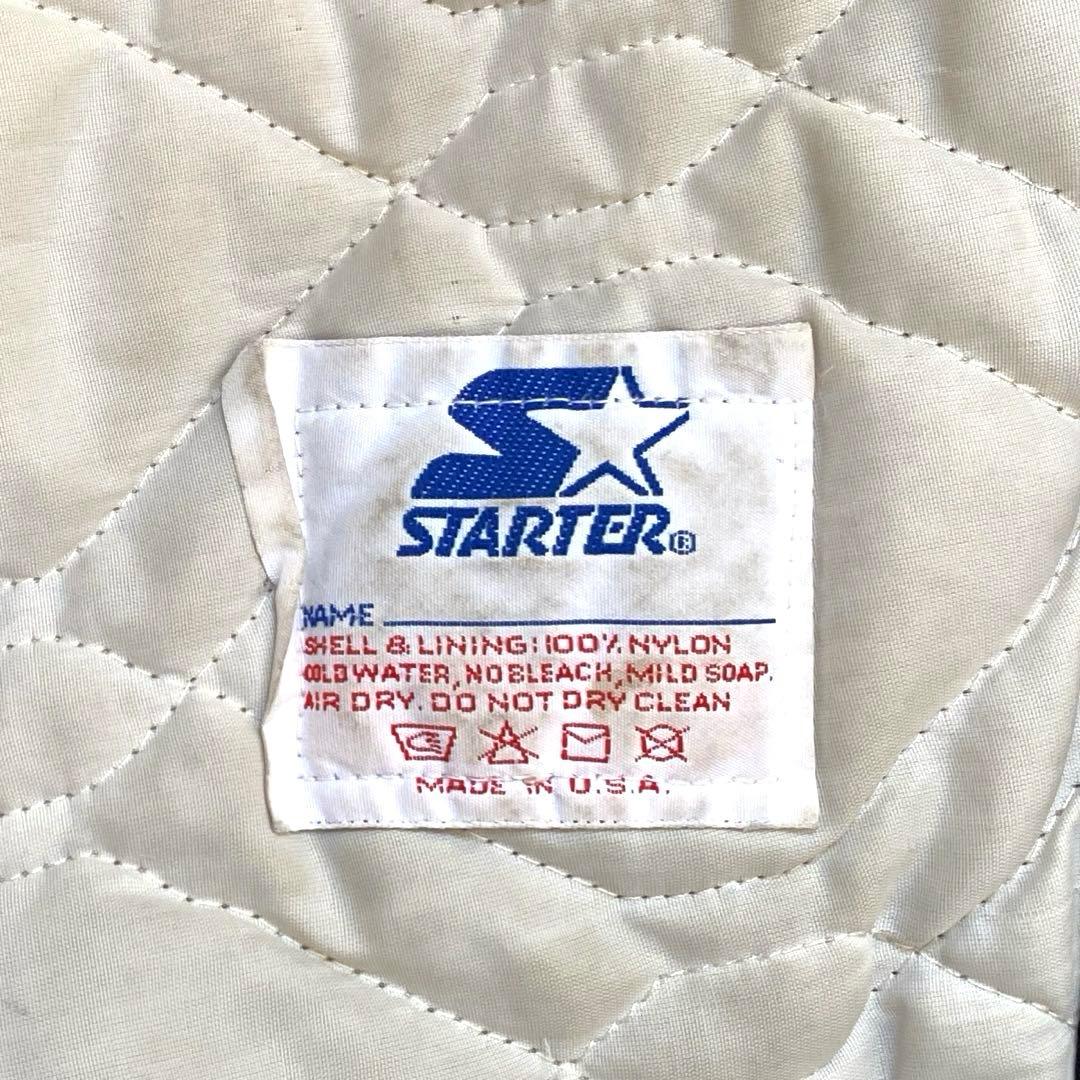 STARTER®
NAME
SHELL & LINING: 100% NYLON
COLD WATER, NO BLEACH, MILD SOAP.
AIR DRY. DO NOT DRY CLEAN
MADE IN U.S.A.